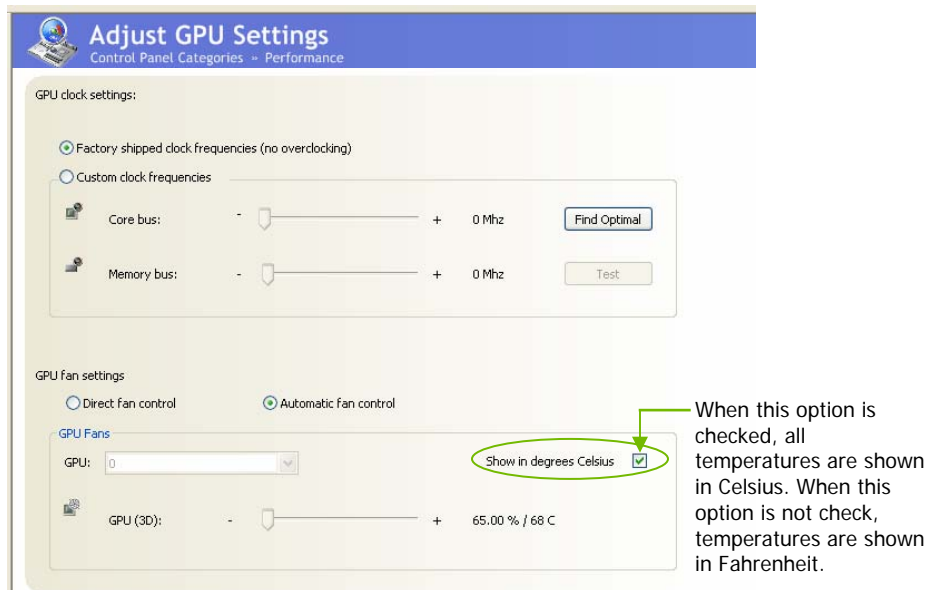 Adjust GPU Settings
Control Panel Categories » Performance
GPU clock settings:
Factory shipped clock frequencies (no overclocking)
Custom clock frequencies
Core bus: - + 0 Mhz Find Optimal
Memory bus: - + 0 Mhz Test
GPU fan settings
Direct fan control Automatic fan control
GPU Fans
GPU: 0 Show in degrees Celsius
GPU (3D): - + 65.00 % / 68 C
When this option is
checked, all
temperatures are shown
in Celsius. When this
option is not check,
temperatures are shown
in Fahrenheit.